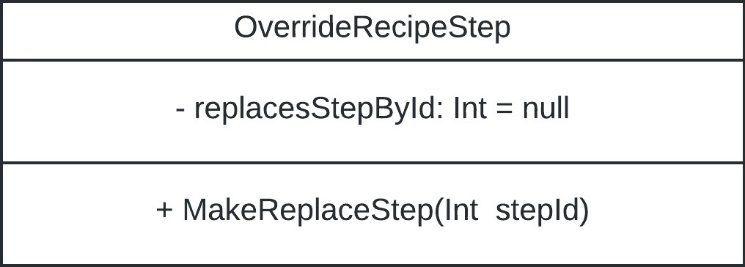 OverrideRecipeStep
- replacesStepById: Int = null
+ MakeReplaceStep(Int  stepId)